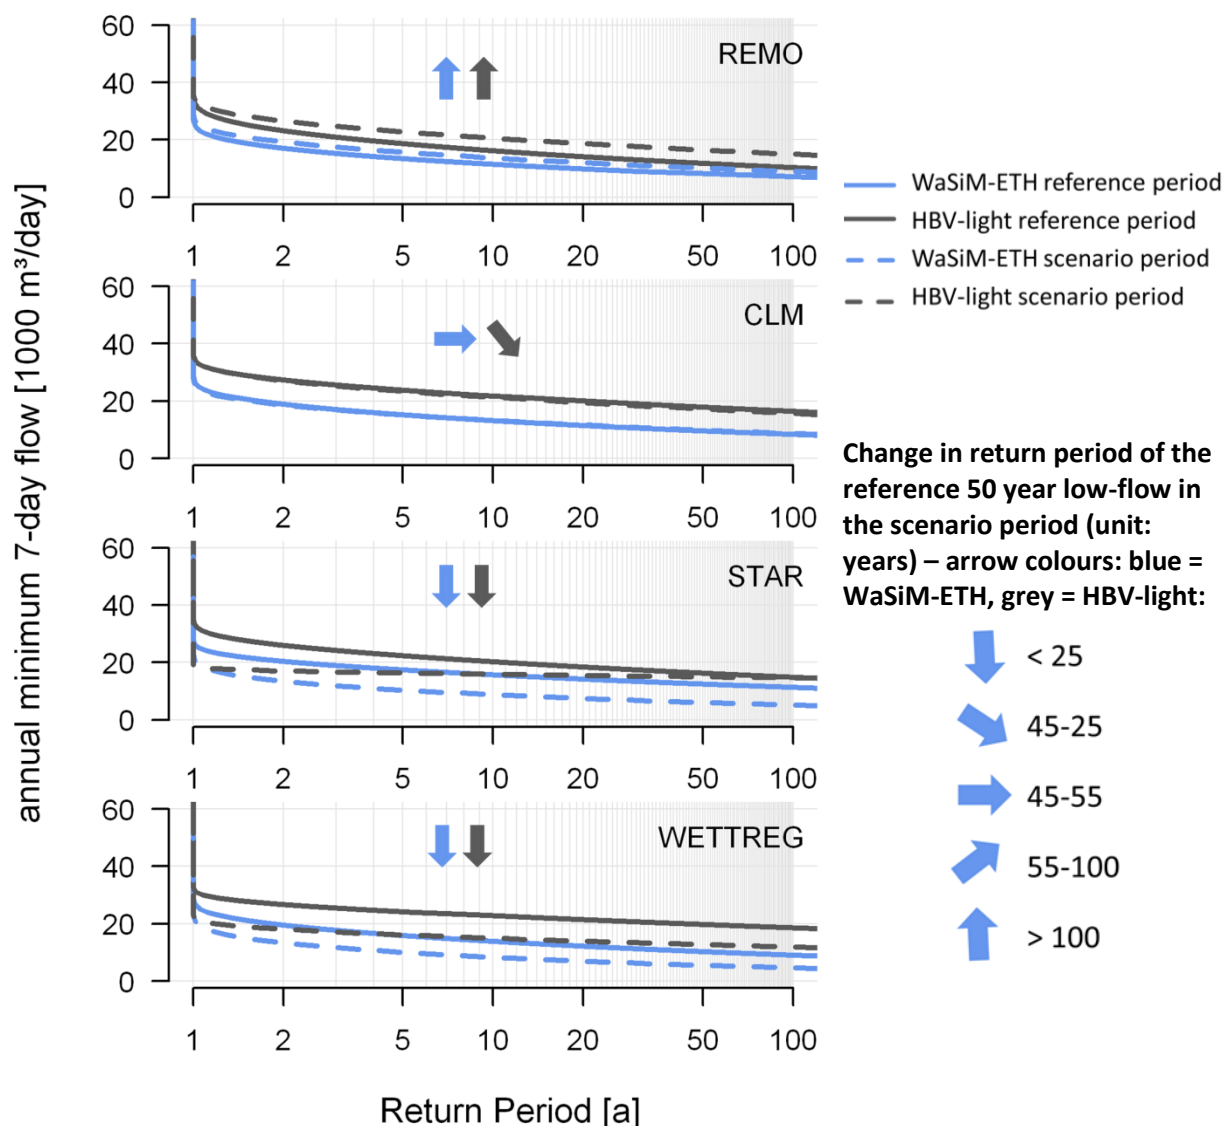 annual minimum 7-day flow [1000 m³/day]
60
40
20
0
REMO
1 2 5 10 20 50 100
60
40
20
0
CLM
1 2 5 10 20 50 100
60
40
20
0
STAR
1 2 5 10 20 50 100
60
40
20
0
WETTREG
1 2 5 10 20 50 100
Return Period [a]
WaSiM-ETH reference period
HBV-light reference period
WaSiM-ETH scenario period
HBV-light scenario period
Change in return period of the
reference 50 year low-flow in
the scenario period (unit:
years) – arrow colours: blue =
WaSiM-ETH, grey = HBV-light:
< 25
45-25
45-55
55-100
> 100